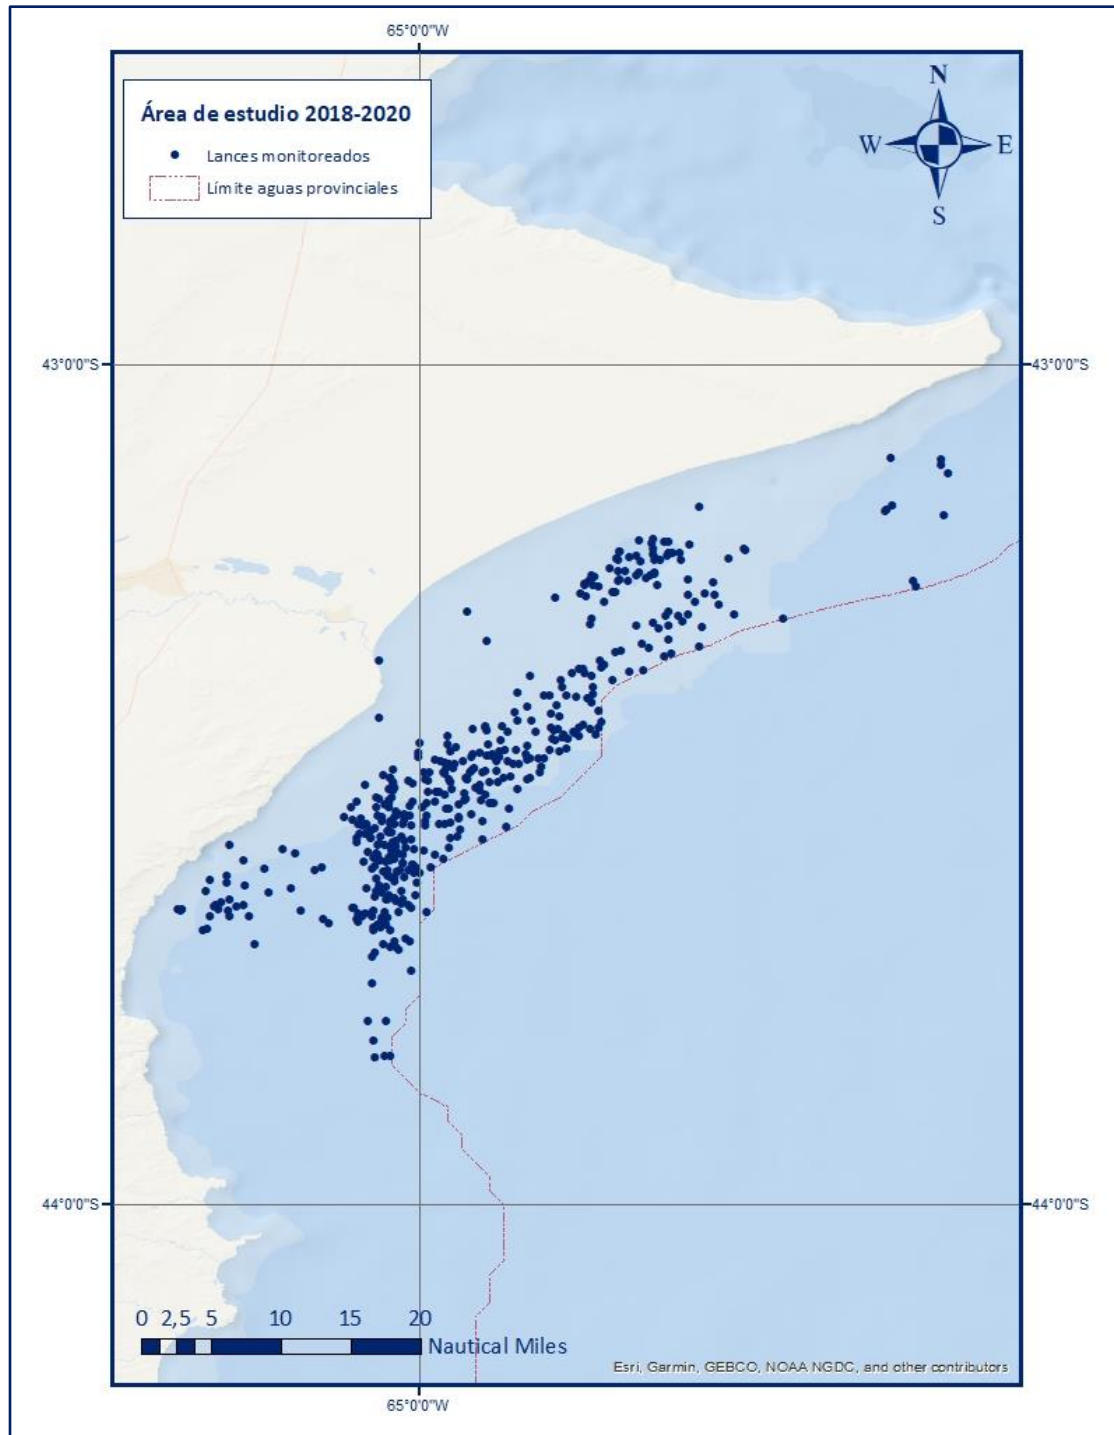 65°0'0"W
Área de estudio 2018-2020
Lances monitoreados
Límite aguas provinciales
N
W E
S
43°0'0"S 43°0'0"S
44°0'0"S 44°0'0"S
0 2,5 5 10 15 20
Nautical Miles
Esri, Garmin, GEBCO, NOAA NGDC, and other contributors
65°0'0"W